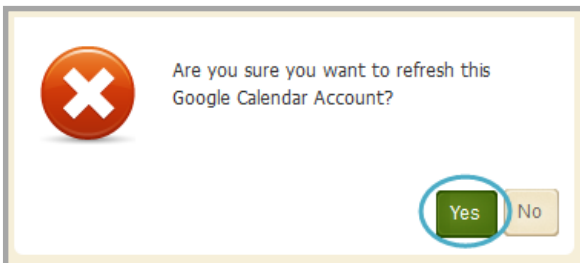 Are you sure you want to refresh this
Google Calendar Account?
Yes No